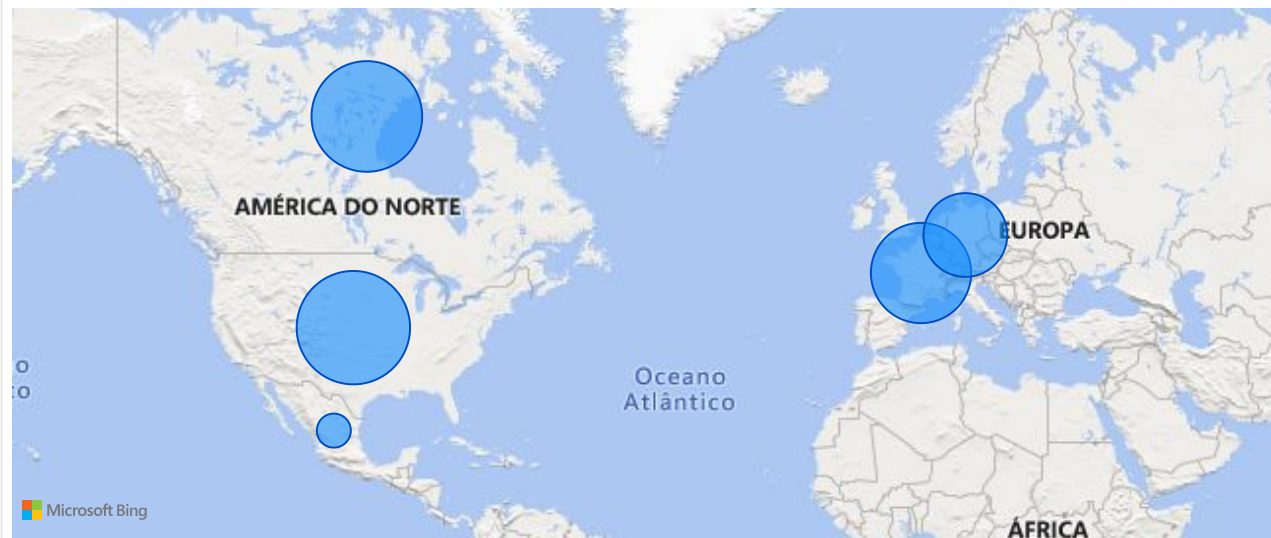 AMÉRICA DO NORTE
EUROPA
Oceano
Atlântico
ÁFRICA
Microsoft Bing